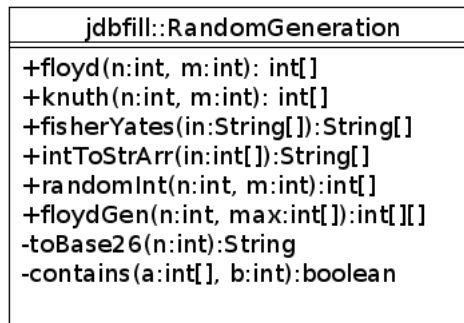 jdbfill::RandomGeneration
+floyd(n:int, m:int): int[]
+knuth(n:int, m:int): int[]
+fisherYates(in:String[]):String[]
+intToStrArr(in:int[]):String[]
+randomInt(n:int, m:int):int[]
+floydGen(n:int, max:int[]):int[][]
-toBase26(n:int):String
-contains(a:int[], b:int):boolean